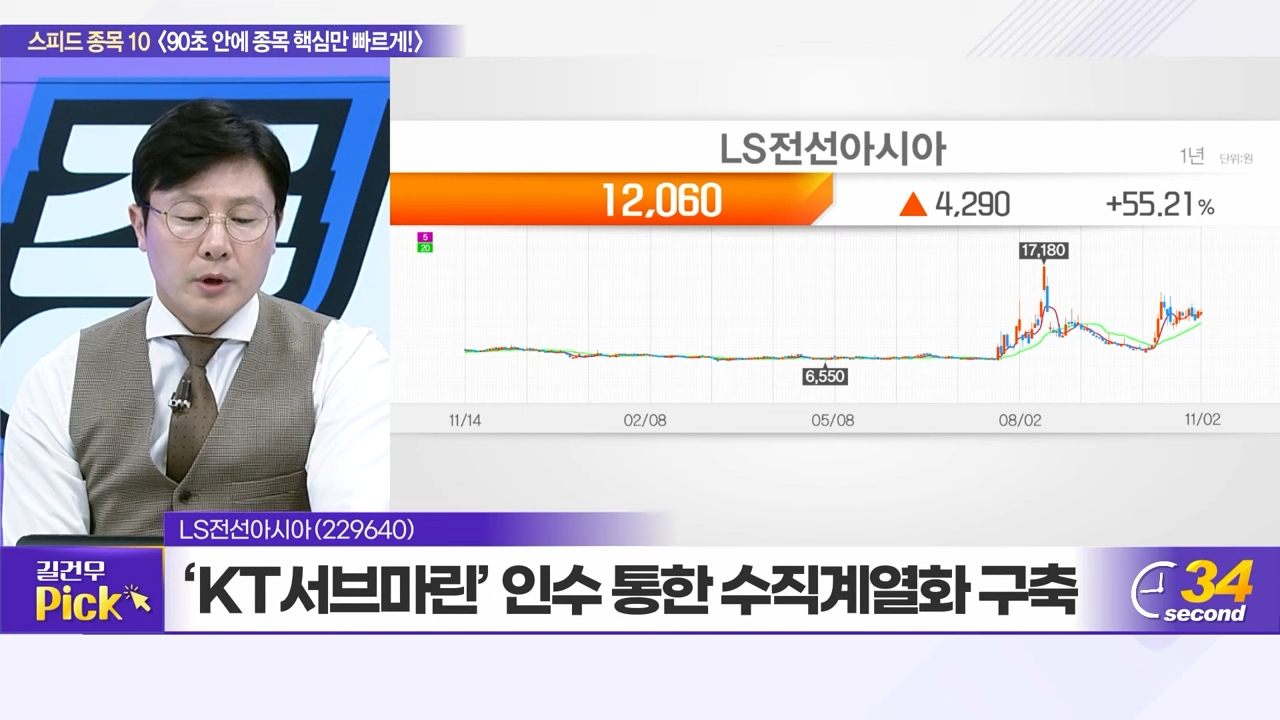 스피드 종목 10 〈90초 안에 종목 핵심만 빠르게!〉
LS전선아시아
1년 단위:원
12,060 ▲ 4,290 +55.21%
5
20
17,180
6,550
11/14 02/08 05/08 08/02 11/02
LS전선아시아(229640)
길건무
Pick
‘KT서브마린’ 인수 통한 수직계열화 구축
34
second